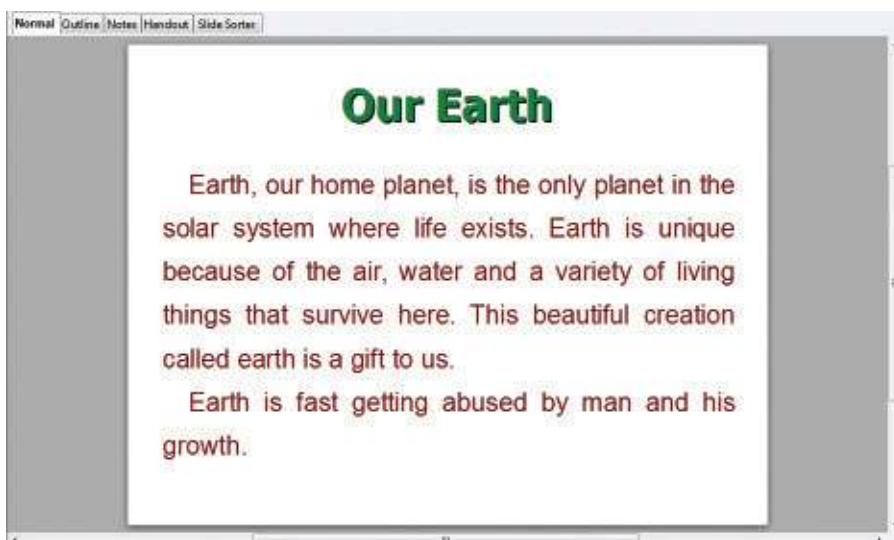 Normal Outline Notes Handout Slide Sorter
Our Earth
Earth, our home planet, is the only planet in the
solar system where life exists. Earth is unique
because of the air, water and a variety of living
things that survive here. This beautiful creation
called earth is a gift to us.
Earth is fast getting abused by man and his
growth.